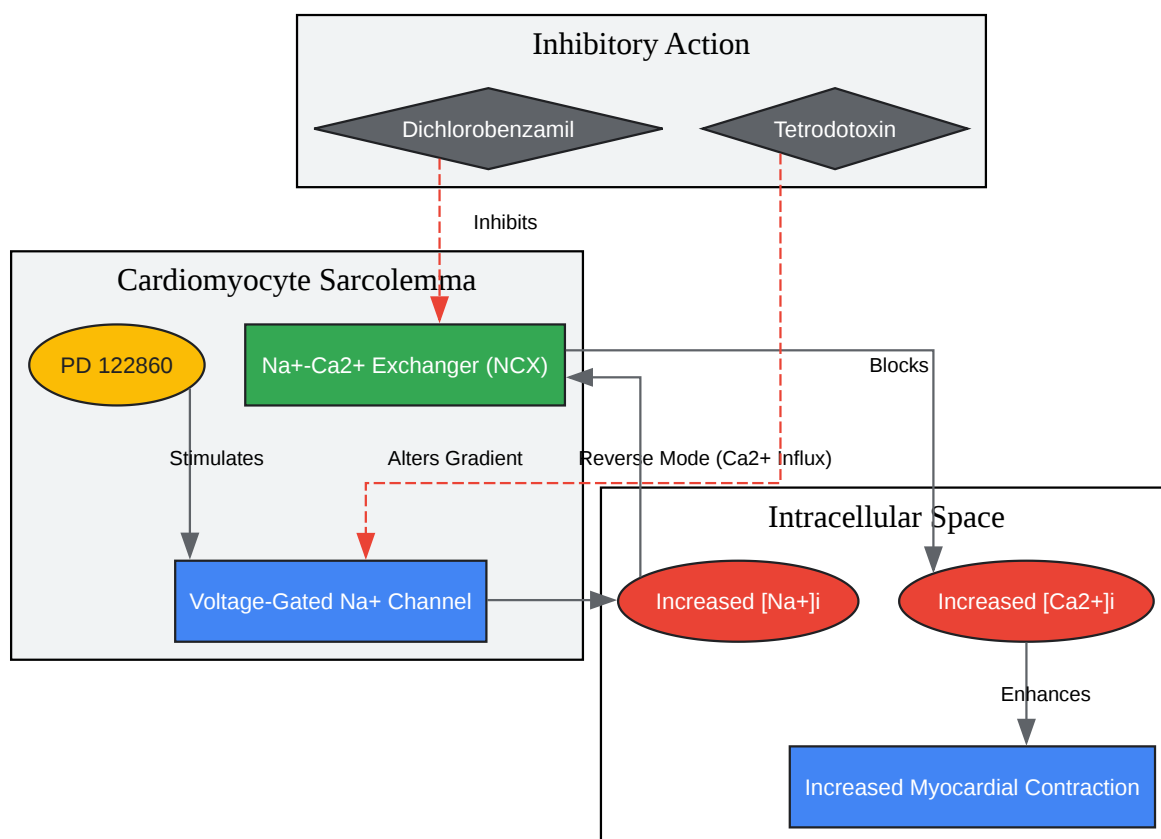 Inhibitory Action
Dichlorobenzamil
Tetrodotoxin
Inhibits
Cardiomyocyte Sarcolemma
PD 122860
Na+-Ca2+ Exchanger (NCX)
Blocks
Stimulates
Alters Gradient
Reverse Mode (Ca2+ Influx)
Intracellular Space
Voltage-Gated Na+ Channel
Increased [Na+]i
Increased [Ca2+]i
Enhances
Increased Myocardial Contraction